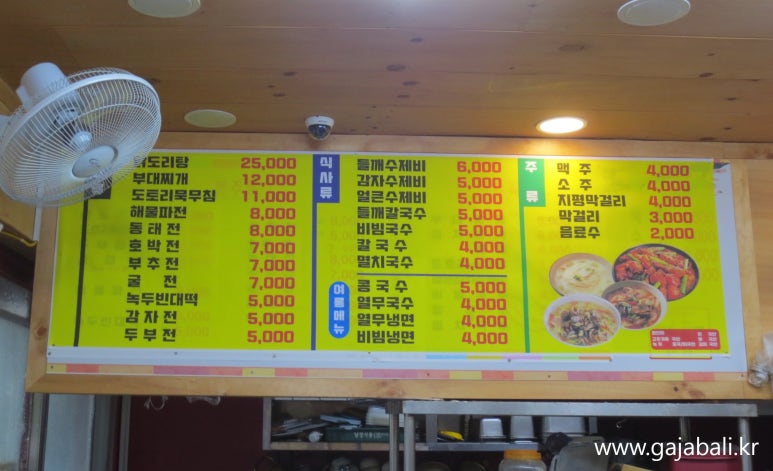 도리탕 25,000
부대찌개 12,000
도토리묵무침 11,000
해물파전 8,000
동태전 8,000
호박전 7,000
부추전 7,000
굴 전 7,000
녹두빈대떡 5,000
감자전 5,000
두부전 5,000
식사류
들깨수제비 6,000
감자수제비 5,000
얼큰수제비 5,000
들깨칼국수 5,000
비빔국수 5,000
칼국수 4,000
멸치국수 4,000
여름메뉴
콩국수 5,000
열무국수 4,000
열무냉면 4,000
비빔냉면 4,000
주류
맥주 4,000
소주 4,000
지평막걸리 4,000
막걸리 3,000
음료수 2,000
www.gajabali.kr